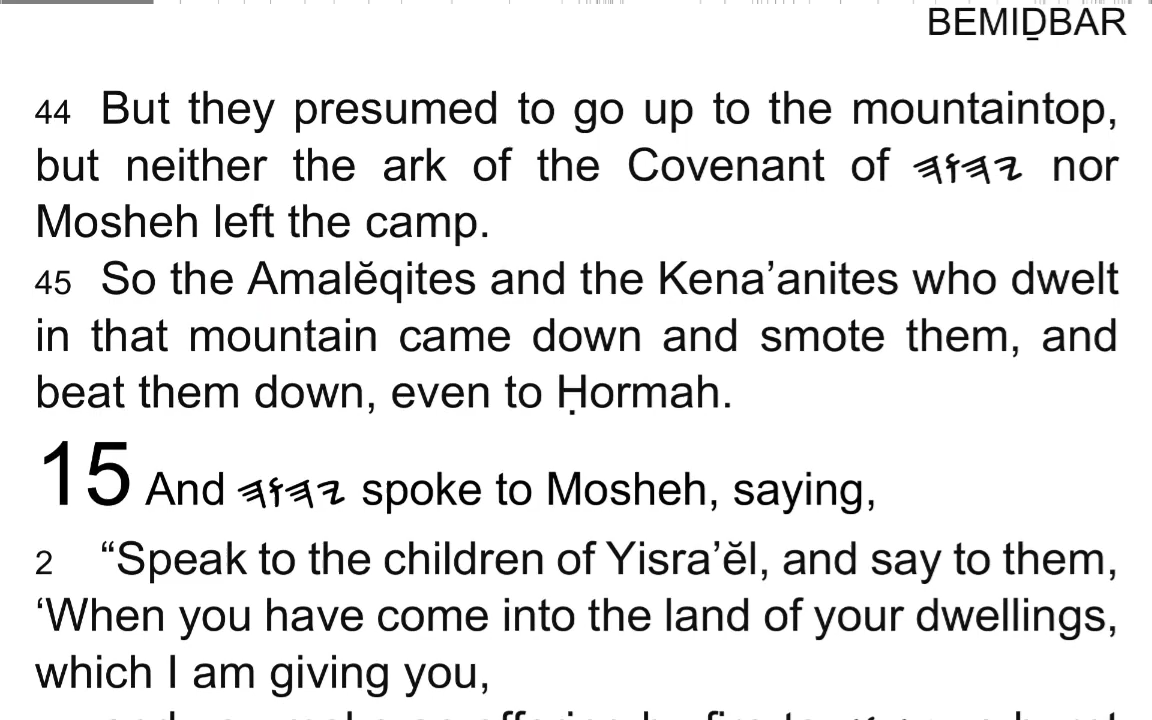 BEMIḎBAR
44 But they presumed to go up to the mountaintop,
but neither the ark of the Covenant of 𐤉𐤄𐤅𐤄 nor
Mosheh left the camp.
45 So the Amalĕqites and the Kena’anites who dwelt
in that mountain came down and smote them, and
beat them down, even to Ḥormah.
15 And 𐤉𐤄𐤅𐤄 spoke to Mosheh, saying,
2 “Speak to the children of Yisra’ĕl, and say to them,
‘When you have come into the land of your dwellings,
which I am giving you,